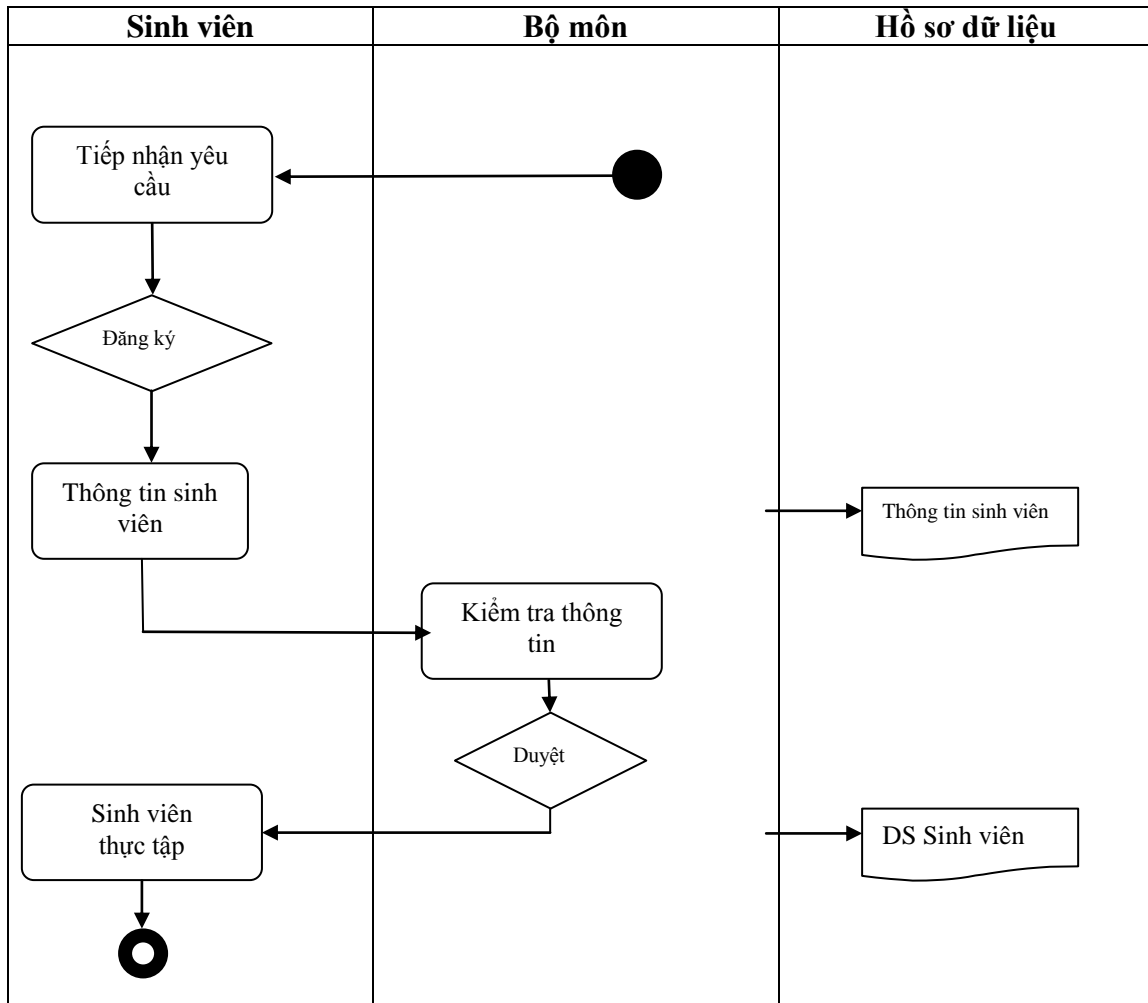 Sinh viên
Bộ môn
Hồ sơ dữ liệu
Tiếp nhận yêu
cầu
Đăng ký
Thông tin sinh
viên
Thông tin sinh viên
Kiểm tra thông
tin
Duyệt
Sinh viên
thực tập
DS Sinh viên